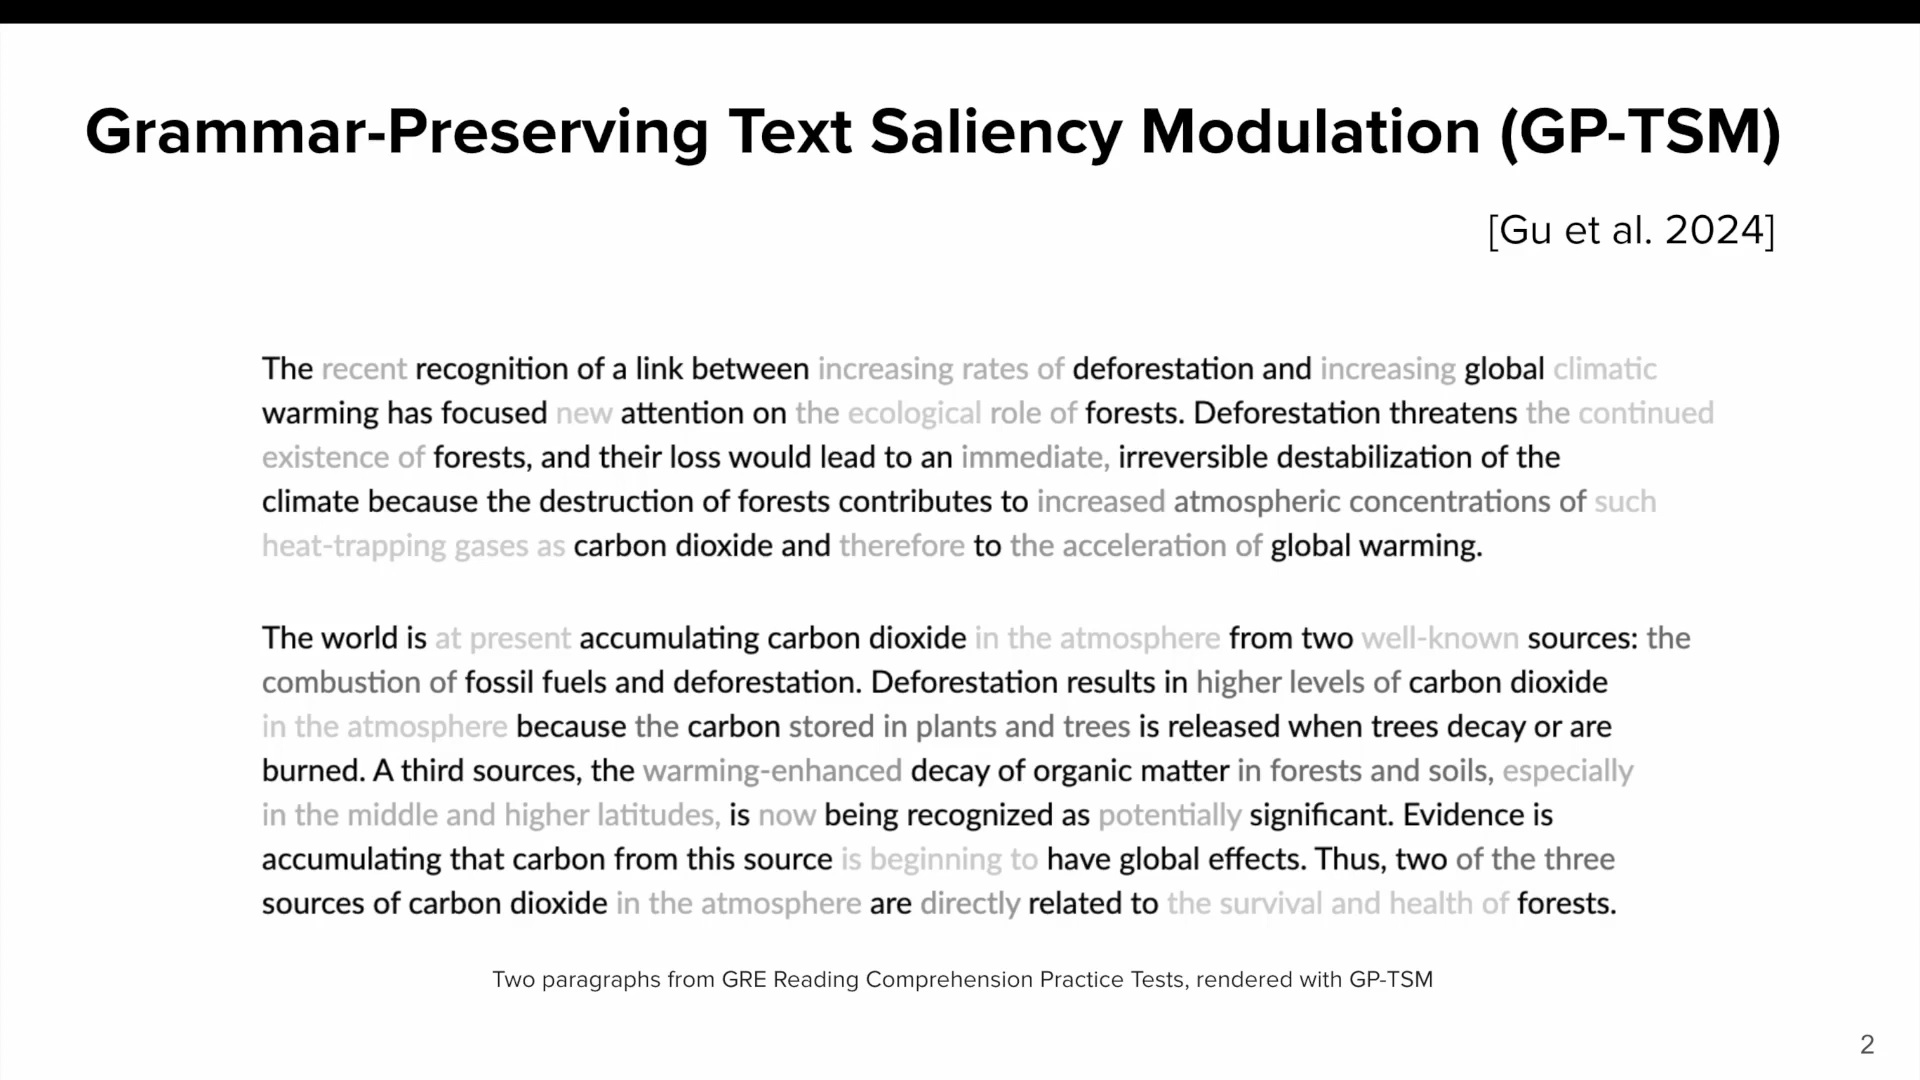 Grammar-Preserving Text Saliency Modulation (GP-TSM)
[Gu et al. 2024]
The recent recognition of a link between increasing rates of deforestation and increasing global climatic
warming has focused new attention on the ecological role of forests. Deforestation threatens the continued
existence of forests, and their loss would lead to an immediate, irreversible destabilization of the
climate because the destruction of forests contributes to increased atmospheric concentrations of such
heat-trapping gases as carbon dioxide and therefore to the acceleration of global warming.
The world is at present accumulating carbon dioxide in the atmosphere from two well-known sources: the
combustion of fossil fuels and deforestation. Deforestation results in higher levels of carbon dioxide
in the atmosphere because the carbon stored in plants and trees is released when trees decay or are
burned. A third sources, the warming-enhanced decay of organic matter in forests and soils, especially
in the middle and higher latitudes, is now being recognized as potentially significant. Evidence is
accumulating that carbon from this source is beginning to have global effects. Thus, two of the three
sources of carbon dioxide in the atmosphere are directly related to the survival and health of forests.
Two paragraphs from GRE Reading Comprehension Practice Tests, rendered with GP-TSM
2